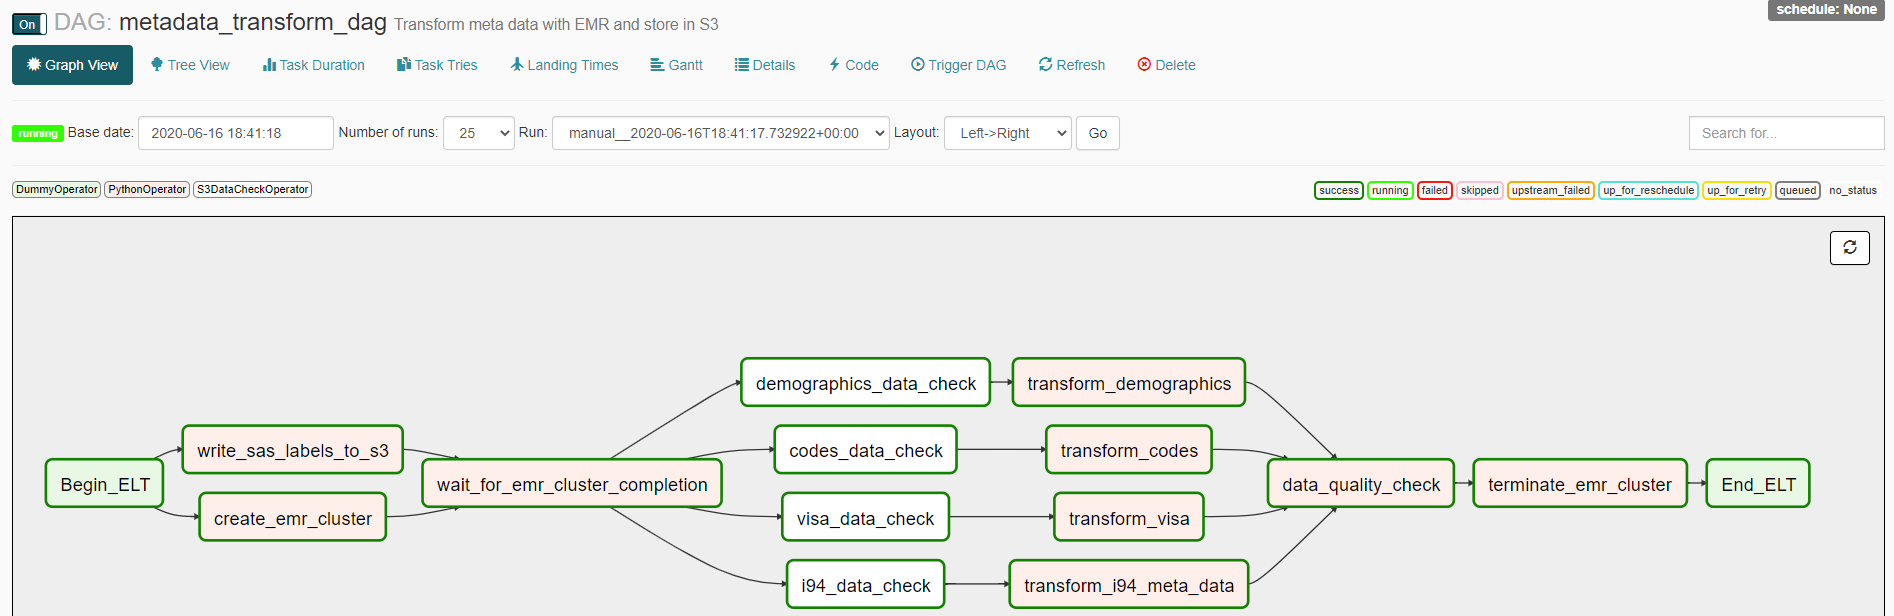 schedule: None
On DAG: metadata_transform_dag Transform meta data with EMR and store in S3
Graph View Tree View Task Duration Task Tries Landing Times Gantt Details Code Trigger DAG Refresh Delete
running Base date: 2020-06-16 18:41:18 Number of runs: 25 Run: manual__2020-06-16T18:41:17.732922+00:00 Layout: Left->Right Go Search for...
DummyOperator PythonOperator S3DataCheckOperator success running failed skipped upstream_failed up_for_reschedule up_for_retry queued no_status
demographics_data_check transform_demographics
write_sas_labels_to_s3 codes_data_check transform_codes
Begin_ELT wait_for_emr_cluster_completion data_quality_check terminate_emr_cluster End_ELT
create_emr_cluster visa_data_check transform_visa
i94_data_check transform_i94_meta_data